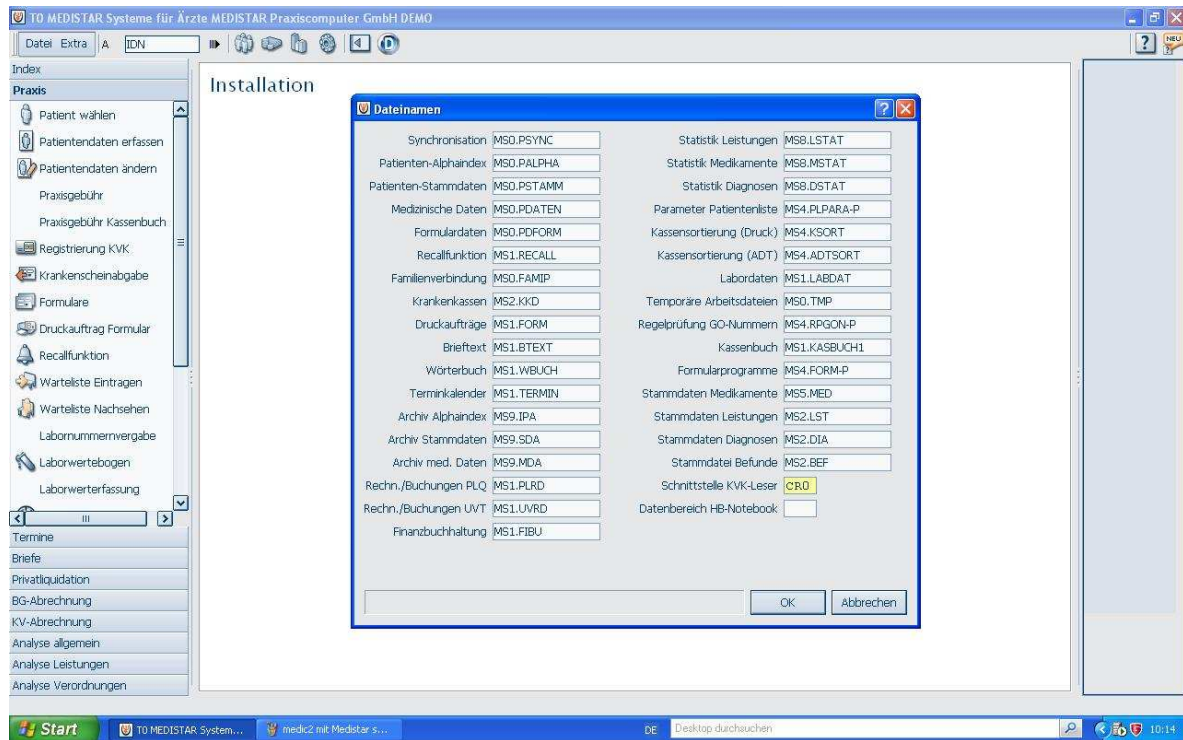 T0 MEDISTAR Systeme für Ärzte MEDISTAR Praxiscomputer GmbH DEMO
Datei Extra A IDN
NEU
Index
Praxis
Patient wählen
Patientendaten erfassen
Patientendaten ändern
Praxisgebühr
Praxisgebühr Kassenbuch
Registrierung KVK
Krankenscheinabgabe
Formulare
Druckauftrag Formular
Recallfunktion
Warteliste Eintragen
Warteliste Nachsehen
Labornummernvergabe
Laborwertebogen
Laborwerterfassung
Termine
Briefe
Privatliquidation
BG-Abrechnung
KV-Abrechnung
Analyse allgemein
Analyse Leistungen
Analyse Verordnungen
Installation
Dateinamen
Synchronisation MS0.PSYNC
Patienten-Alphaindex MS0.PALPHA
Patienten-Stammdaten MS0.PSTAMM
Medizinische Daten MS0.PDATEN
Formulardaten MS0.PDFORM
Recallfunktion MS1.RECALL
Familienverbindung MS0.FAMIP
Krankenkassen MS2.KKD
Druckaufträge MS1.FORM
Brieftext MS1.BTEXT
Wörterbuch MS1.WBUCH
Terminkalender MS1.TERMIN
Archiv Alphaindex MS9.IPA
Archiv Stammdaten MS9.SDA
Archiv med. Daten MS9.MDA
Rechn./Buchungen PLQ MS1.PLRD
Rechn./Buchungen UVT MS1.UVRD
Finanzbuchhaltung MS1.FIBU
Statistik Leistungen MS8.LSTAT
Statistik Medikamente MS8.MSTAT
Statistik Diagnosen MS8.DSTAT
Parameter Patientenliste MS4.PLPARA-P
Kassensortierung (Druck) MS4.KSORT
Kassensortierung (ADT) MS4.ADTSORT
Labordaten MS1.LABDAT
Temporäre Arbeitsdateien MS0.TMP
Regelprüfung GO-Nummern MS4.RPGON-P
Kassenbuch MS1.KASBUCH1
Formularprogramme MS4.FORM-P
Stammdaten Medikamente MS5.MED
Stammdaten Leistungen MS2.LST
Stammdaten Diagnosen MS2.DIA
Stammdatei Befunde MS2.BEF
Schnittstelle KVK-Leser CR0
Datenbereich HB-Notebook
OK Abbrechen
Start
T0 MEDISTAR System...
medic2 mit Medistar s...
DE
Desktop durchsuchen
10:14